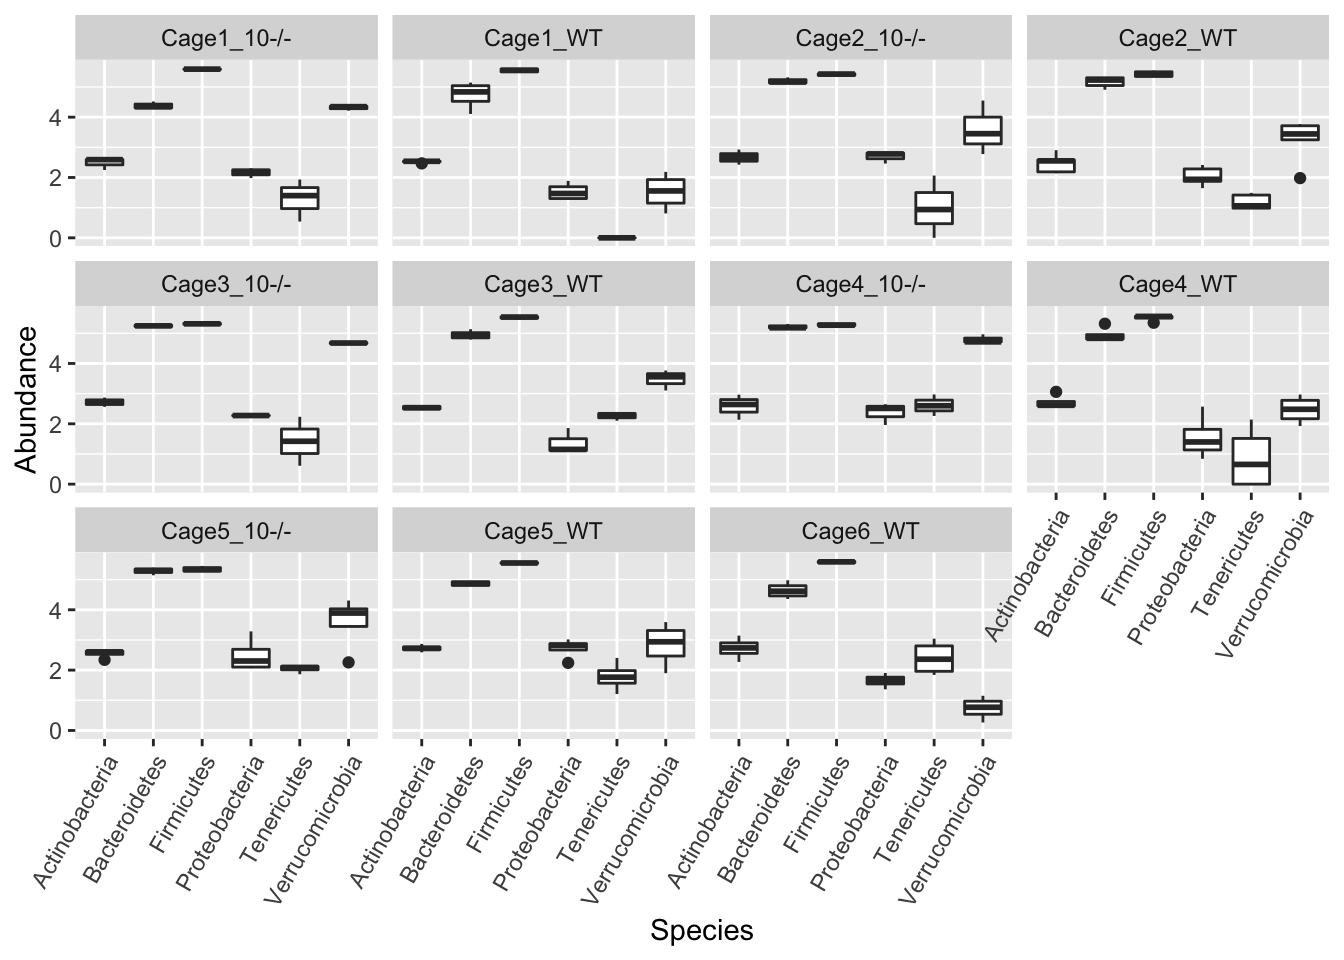 Cage1_10-/-
Cage1_WT
Cage2_10-/-
Cage2_WT
4
2
0
Cage3_10-/-
Cage3_WT
Cage4_10-/-
Cage4_WT
4
2
0
Abundance
Actinobacteria
Bacteroidetes
Firmicutes
Proteobacteria
Tenericutes
Verrucomicrobia
Cage5_10-/-
Cage5_WT
Cage6_WT
4
2
0
Actinobacteria
Bacteroidetes
Firmicutes
Proteobacteria
Tenericutes
Verrucomicrobia
Actinobacteria
Bacteroidetes
Firmicutes
Proteobacteria
Tenericutes
Verrucomicrobia
Actinobacteria
Bacteroidetes
Firmicutes
Proteobacteria
Tenericutes
Verrucomicrobia
Species